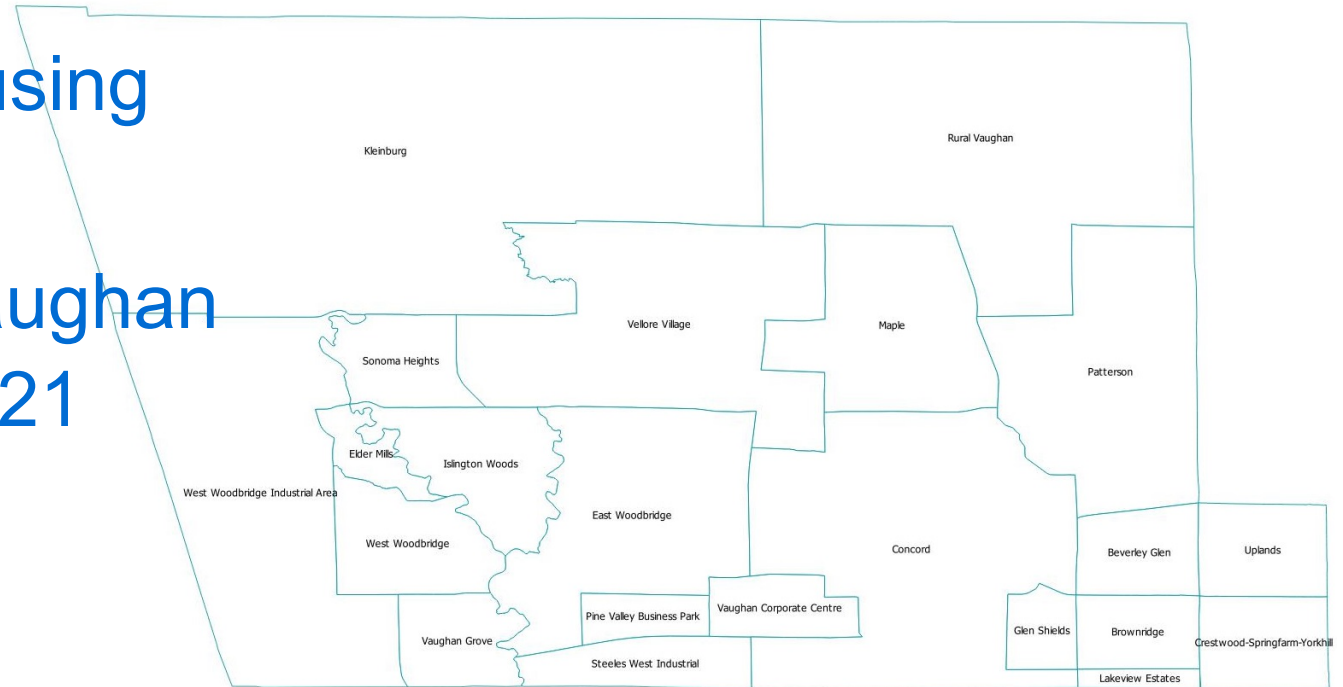 using
aughan
21
Kleinburg
Rural Vaughan
Vellore Village
Maple
Sonoma Heights
Patterson
Elder Mills
Islington Woods
West Woodbridge Industrial Area
East Woodbridge
West Woodbridge
Concord
Beverley Glen
Uplands
Pine Valley Business Park
Vaughan Corporate Centre
Glen Shields
Brownridge
Vaughan Grove
Crestwood-Springfarm-Yorkhill
Steeles West Industrial
Lakeview Estates